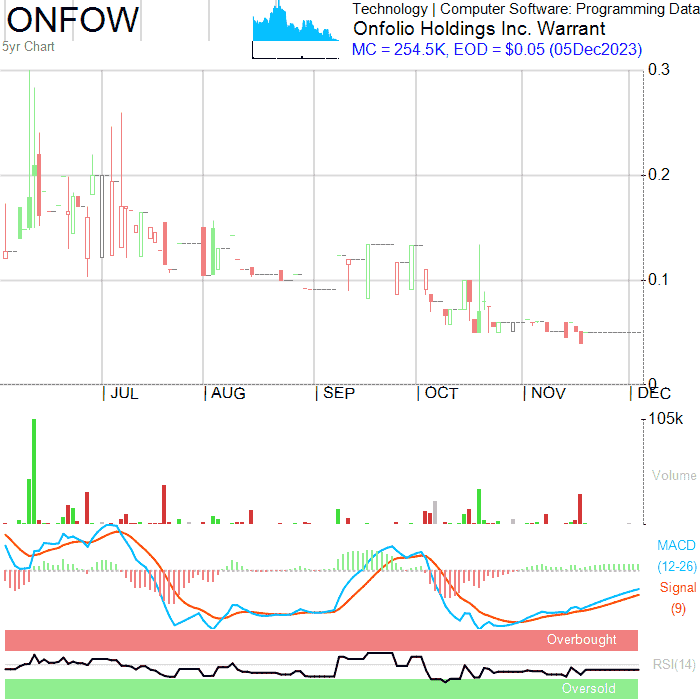 ONFOW
5yr Chart
Technology | Computer Software: Programming Data
Onfolio Holdings Inc. Warrant
MC = 254.5K, EOD = $0.05 (05Dec2023)
0.3
0.2
0.1
0
| JUL | AUG | SEP | OCT | NOV | DEC
105k
Volume
MACD
(12-26)
Signal
(9)
Overbought
RSI(14)
Oversold